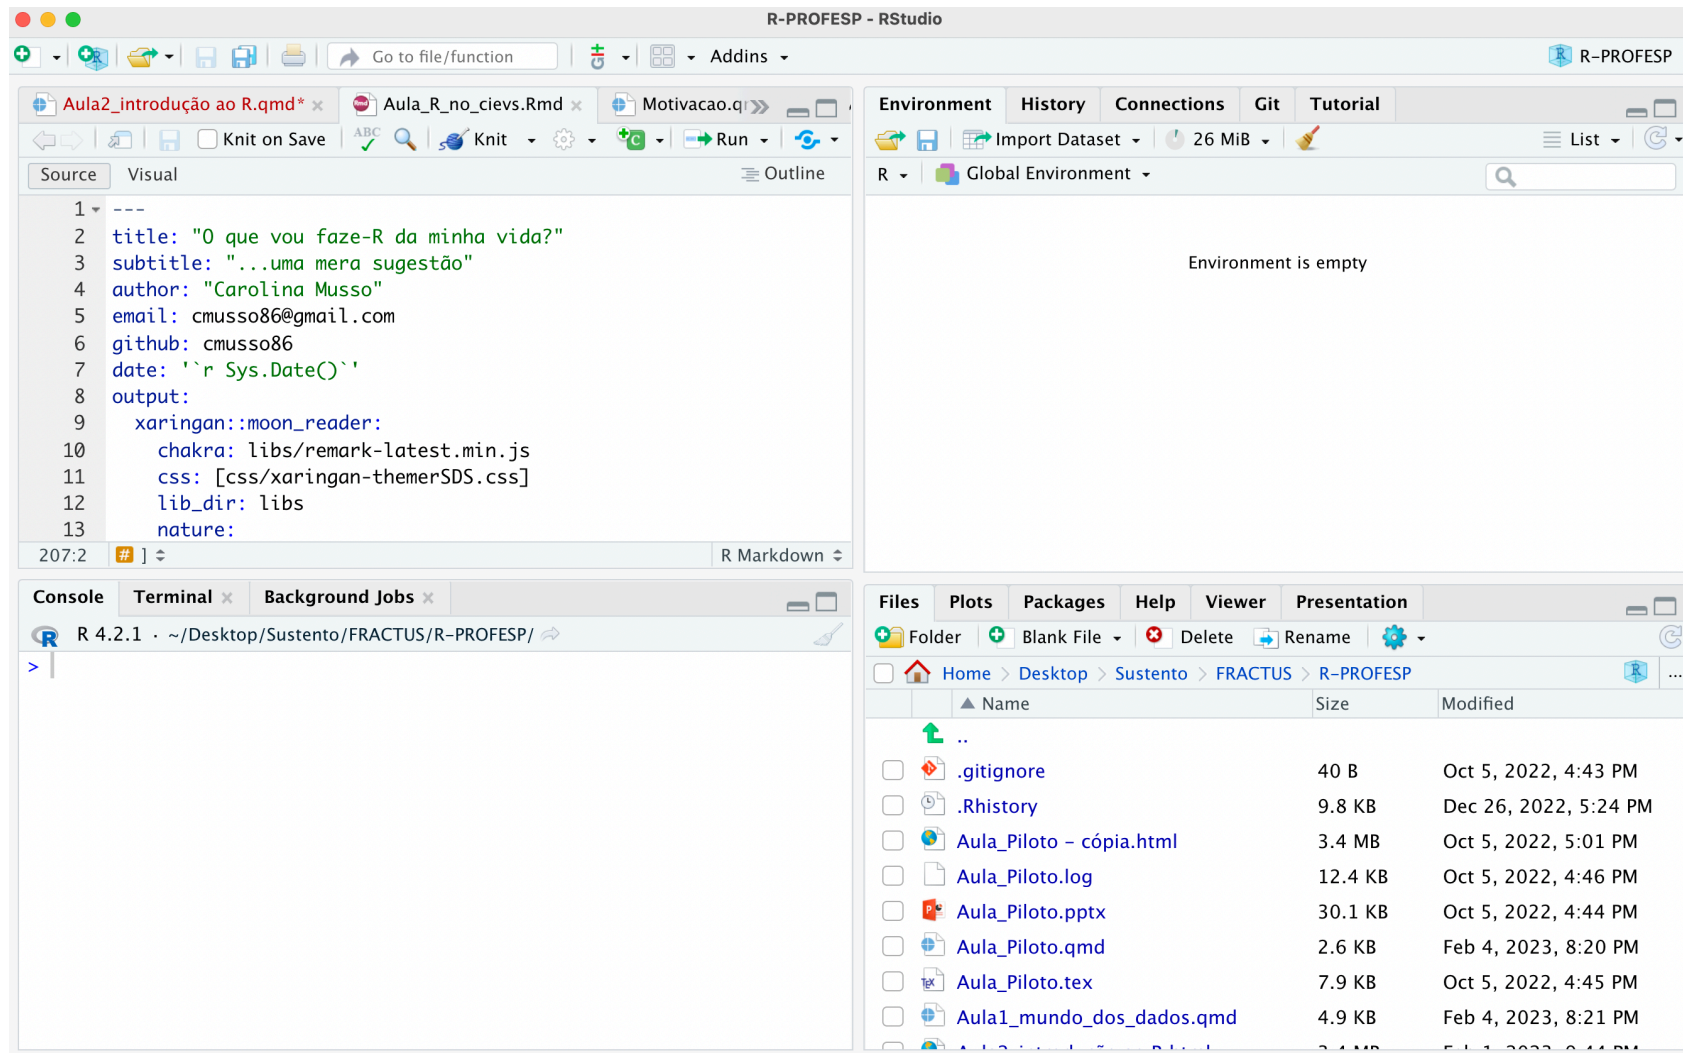 R-PROFESP - RStudio
Go to file/function
Addins
R-PROFESP
Aula2_introdução ao R.qmd*
Aula_R_no_cievs.Rmd
Motivacao.qr
Knit on Save
ABC
Knit
Run
Source
Visual
Outline
1 ---
2 title: "O que vou faze-R da minha vida?"
3 subtitle: "...uma mera sugestão"
4 author: "Carolina Musso"
5 email: cmusso86@gmail.com
6 github: cmusso86
7 date: '`r Sys.Date()`'
8 output:
9 xaringan::moon_reader:
10 chakra: libs/remark-latest.min.js
11 css: [css/xaringan-themerSDS.css]
12 lib_dir: libs
13 nature:
207:2 # ] R Markdown
Environment History Connections Git Tutorial
Import Dataset 26 MiB List
R Global Environment
Environment is empty
Console Terminal Background Jobs
R 4.2.1 · ~/Desktop/Sustento/FRACTUS/R-PROFESP/
>
Files Plots Packages Help Viewer Presentation
Folder Blank File Delete Rename
Home Desktop Sustento FRACTUS R-PROFESP ...
Name Size Modified
..
.gitignore 40 B Oct 5, 2022, 4:43 PM
.Rhistory 9.8 KB Dec 26, 2022, 5:24 PM
Aula_Piloto - cópia.html 3.4 MB Oct 5, 2022, 5:01 PM
Aula_Piloto.log 12.4 KB Oct 5, 2022, 4:46 PM
Aula_Piloto.pptx 30.1 KB Oct 5, 2022, 4:44 PM
Aula_Piloto.qmd 2.6 KB Feb 4, 2023, 8:20 PM
Aula_Piloto.tex 7.9 KB Oct 5, 2022, 4:45 PM
Aula1_mundo_dos_dados.qmd 4.9 KB Feb 4, 2023, 8:21 PM